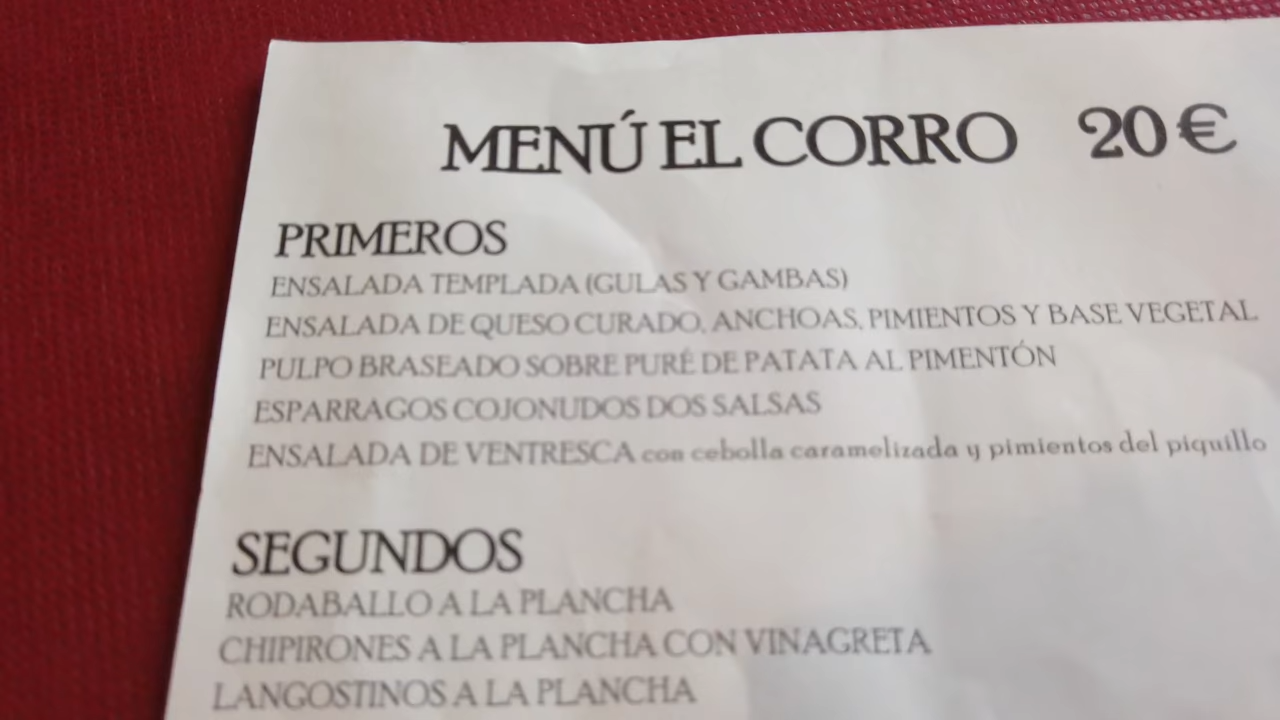 MENÚ EL CORRO 20€
PRIMEROS
ENSALADA TEMPLADA (GULAS Y GAMBAS)
ENSALADA DE QUESO CURADO, ANCHOAS, PIMIENTOS Y BASE VEGETAL
PULPO BRASEADO SOBRE PURÉ DE PATATA AL PIMENTÓN
ESPARRAGOS COJONUDOS DOS SALSAS
ENSALADA DE VENTRESCA con cebolla caramelizada y pimientos del piquillo
SEGUNDOS
RODABALLO A LA PLANCHA
CHIPIRONES A LA PLANCHA CON VINAGRETA
LANGOSTINOS A LA PLANCHA